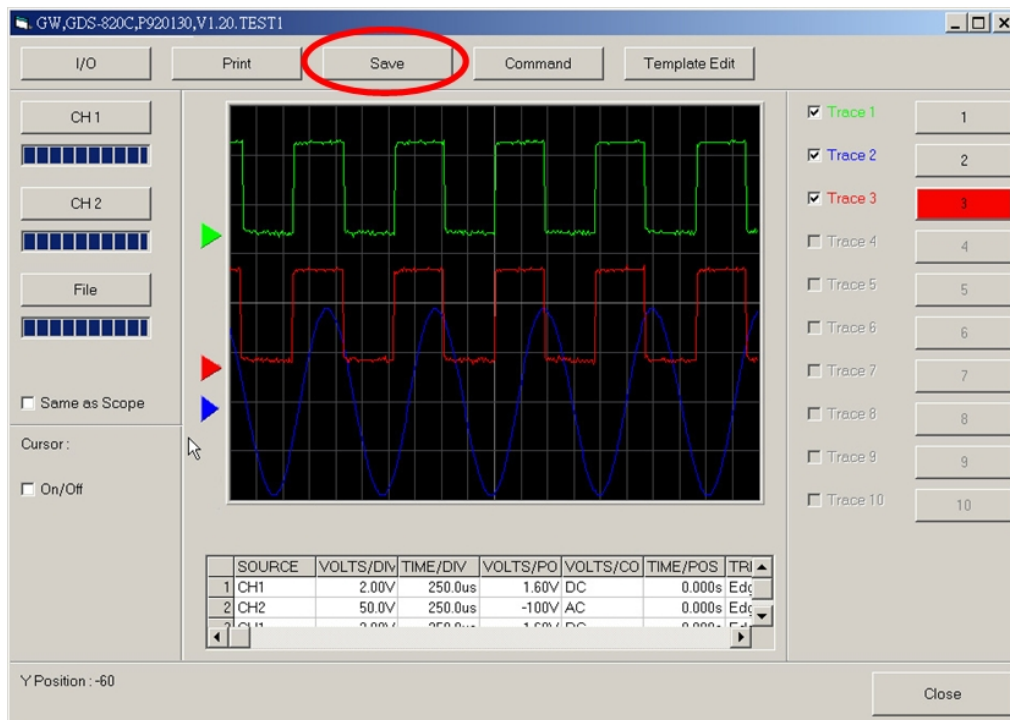 GW,GDS-820C,P920130,V1.20.TEST1
I/O Print Save Command Template Edit
CH 1
CH 2
File
Same as Scope
Cursor :
On/Off
Trace 1 1
Trace 2 2
Trace 3 3
Trace 4 4
Trace 5 5
Trace 6 6
Trace 7 7
Trace 8 8
Trace 9 9
Trace 10 10
SOURCE VOLTS/DIV TIME/DIV VOLTS/PO VOLTS/CO TIME/POS TRI
1 CH1 2.00V 250.0us 1.60V DC 0.000s Edg
2 CH2 50.0V 250.0us -100V AC 0.000s Edg
Y Position : -60
Close